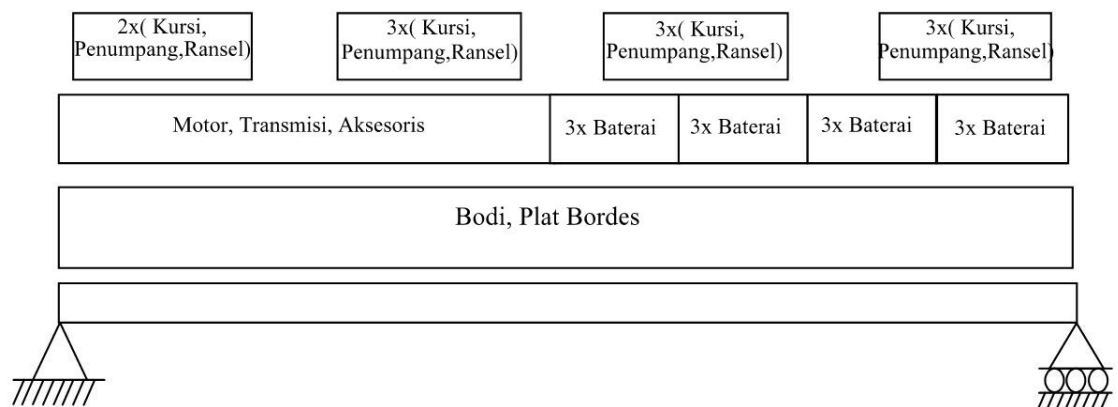 2x( Kursi,
Penumpang,Ransel)
3x( Kursi,
Penumpang,Ransel)
3x( Kursi,
Penumpang,Ransel)
3x( Kursi,
Penumpang,Ransel)
Motor, Transmisi, Aksesoris
3x Baterai
3x Baterai
3x Baterai
3x Baterai
Bodi, Plat Bordes